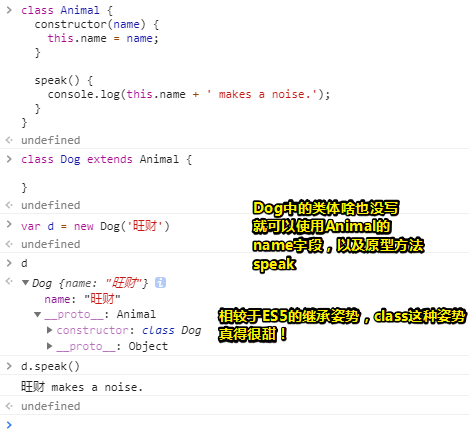 class Animal {
constructor(name) {
this.name = name;
}
speak() {
console.log(this.name + ' makes a noise.');
}
}
undefined
class Dog extends Animal {
}
undefined
Dog中的类体啥也没写
就可以使用Animal的
name字段，以及原型方法
speak
var d = new Dog('旺财')
undefined
d
Dog {name: "旺财"}
name: "旺财"
__proto__: Animal
constructor: class Dog
__proto__: Object
相较于ES5的继承姿势，class这种姿势
真得很甜！
d.speak()
旺财 makes a noise.
undefined